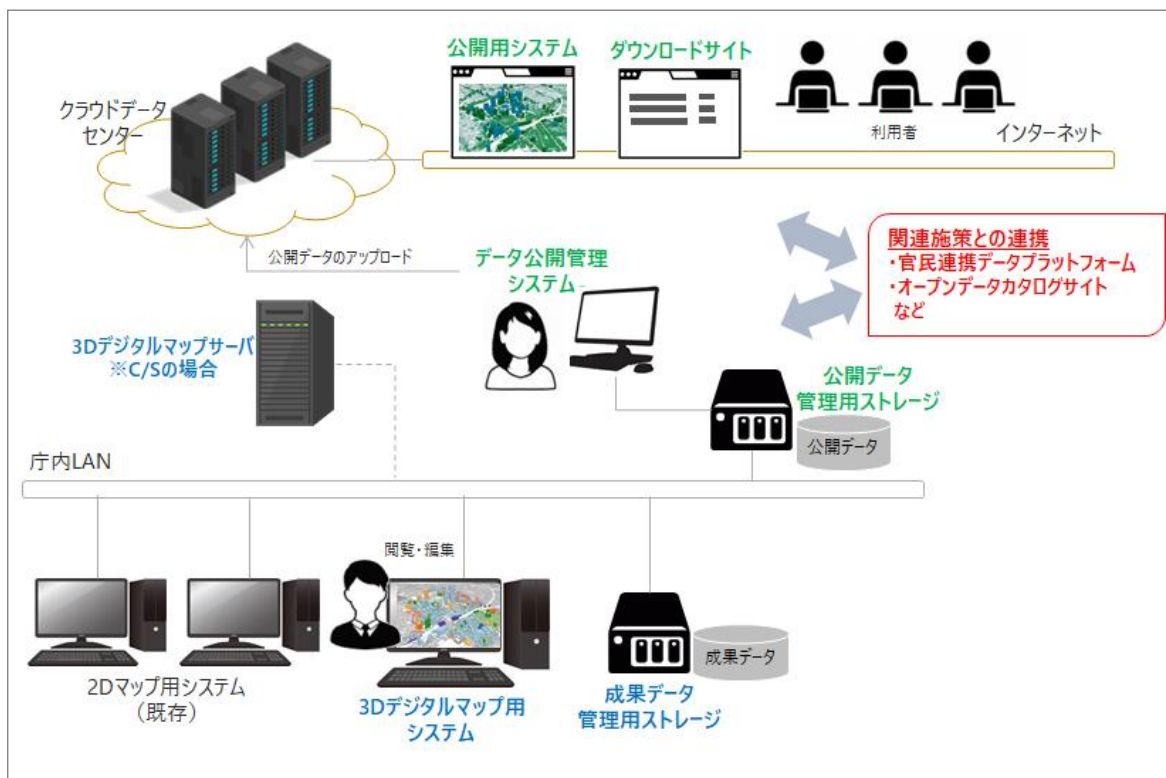 公開用システム
ダウンロードサイト
クラウドデータ
センター
利用者
インターネット
公開データのアップロード
データ公開管理
システム
関連施策との連携
・官民連携データプラットフォーム
・オープンデータカタログサイト
など
3Dデジタルマップサーバ
※C/Sの場合
公開データ
管理用ストレージ
公開データ
庁内LAN
閲覧・編集
2Dマップ用システム
（既存）
3Dデジタルマップ用
システム
成果データ
管理用ストレージ
成果データ